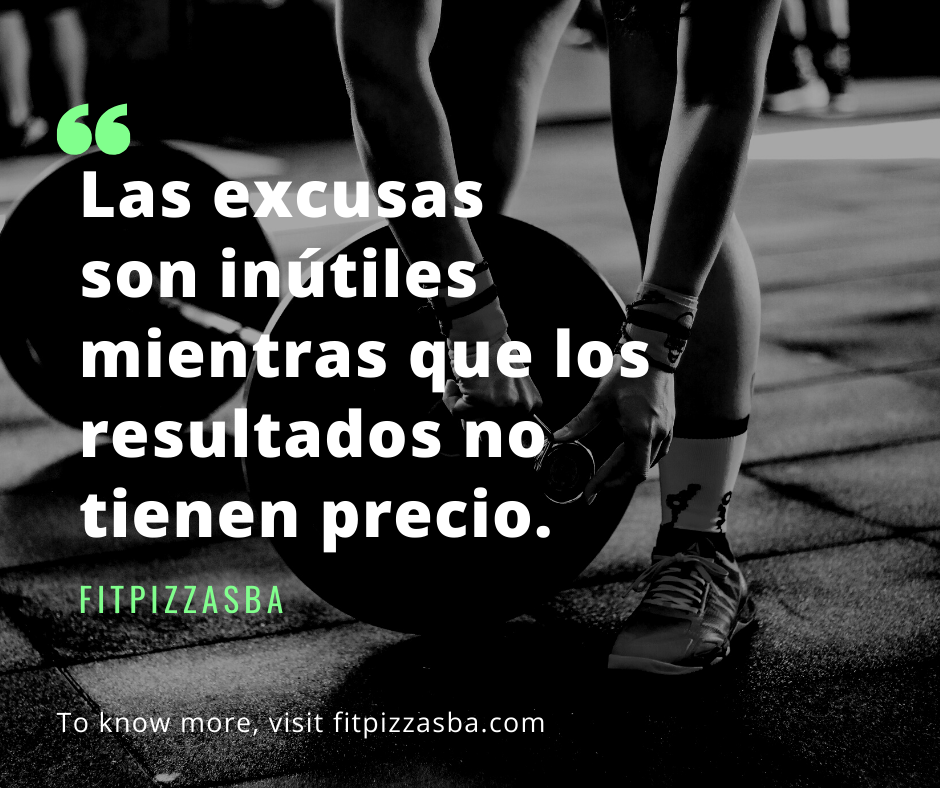 “
Las excusas
son inútiles
mientras que los
resultados no
tienen precio.
FITPIZZASBA
To know more, visit fitpizzasba.com